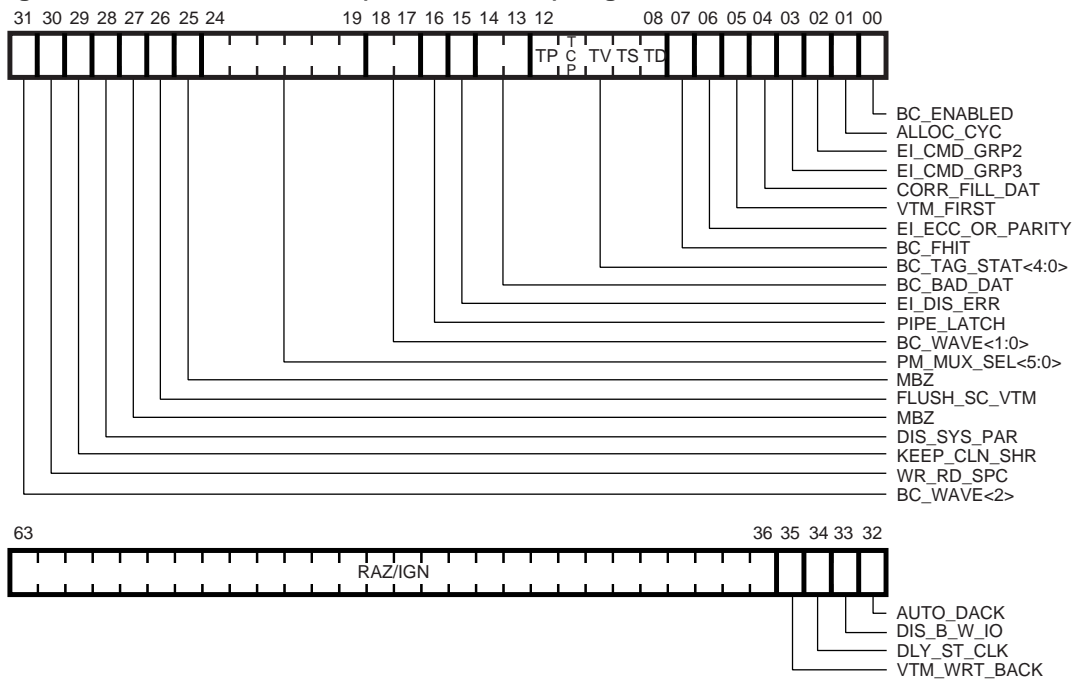 31 30 29 28 27 26 25 24 19 18 17 16 15 14 13 12 08 07 06 05 04 03 02 01 00
TP TCP TV TS TD
BC_ENABLED
ALLOC_CYC
EI_CMD_GRP2
EI_CMD_GRP3
CORR_FILL_DAT
VTM_FIRST
EI_ECC_OR_PARITY
BC_FHIT
BC_TAG_STAT<4:0>
BC_BAD_DAT
EI_DIS_ERR
PIPE_LATCH
BC_WAVE<1:0>
PM_MUX_SEL<5:0>
MBZ
FLUSH_SC_VTM
MBZ
DIS_SYS_PAR
KEEP_CLN_SHR
WR_RD_SPC
BC_WAVE<2>
63 36 35 34 33 32
RAZ/IGN
AUTO_DACK
DIS_B_W_IO
DLY_ST_CLK
VTM_WRT_BACK